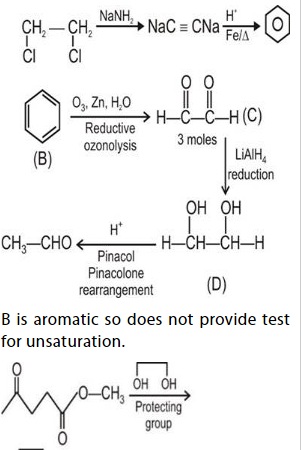 CH₂—CH₂ NaNH₂ NaC ≡ CNa H⁺
Cl Cl Fe/Δ
O₃, Zn, H₂O O O
H—C—C—H (C)
Reductive 3 moles
ozonolysis
(B) LiAlH₄
reduction
OH OH
H⁺
CH₃—CHO H—CH—CH—H
Pinacol
Pinacolone (D)
rearrangement
B is aromatic so does not provide test
for unsaturation.
O
O—CH₃ OH OH
Protecting
O group